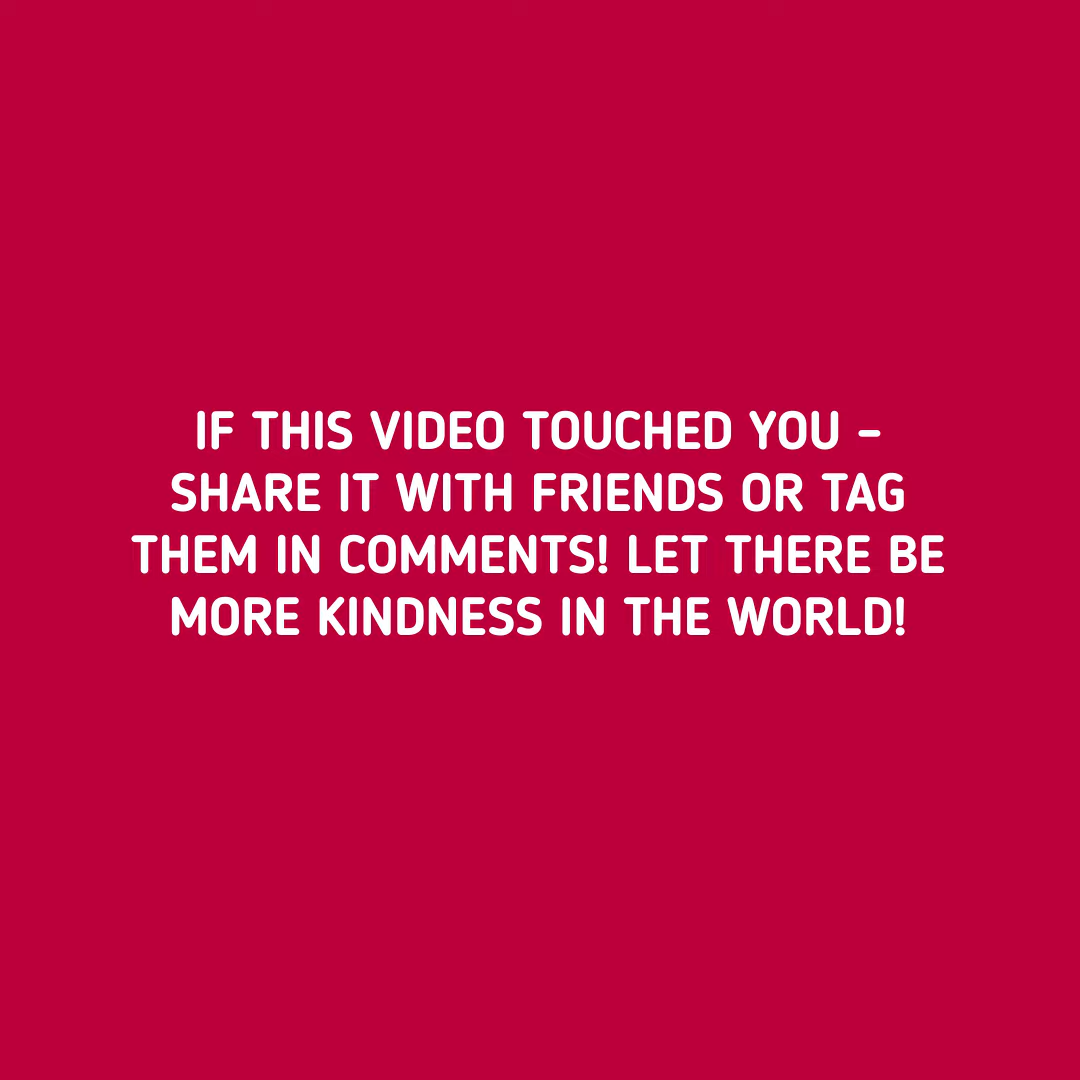 IF THIS VIDEO TOUCHED YOU –
SHARE IT WITH FRIENDS OR TAG
THEM IN COMMENTS! LET THERE BE
MORE KINDNESS IN THE WORLD!